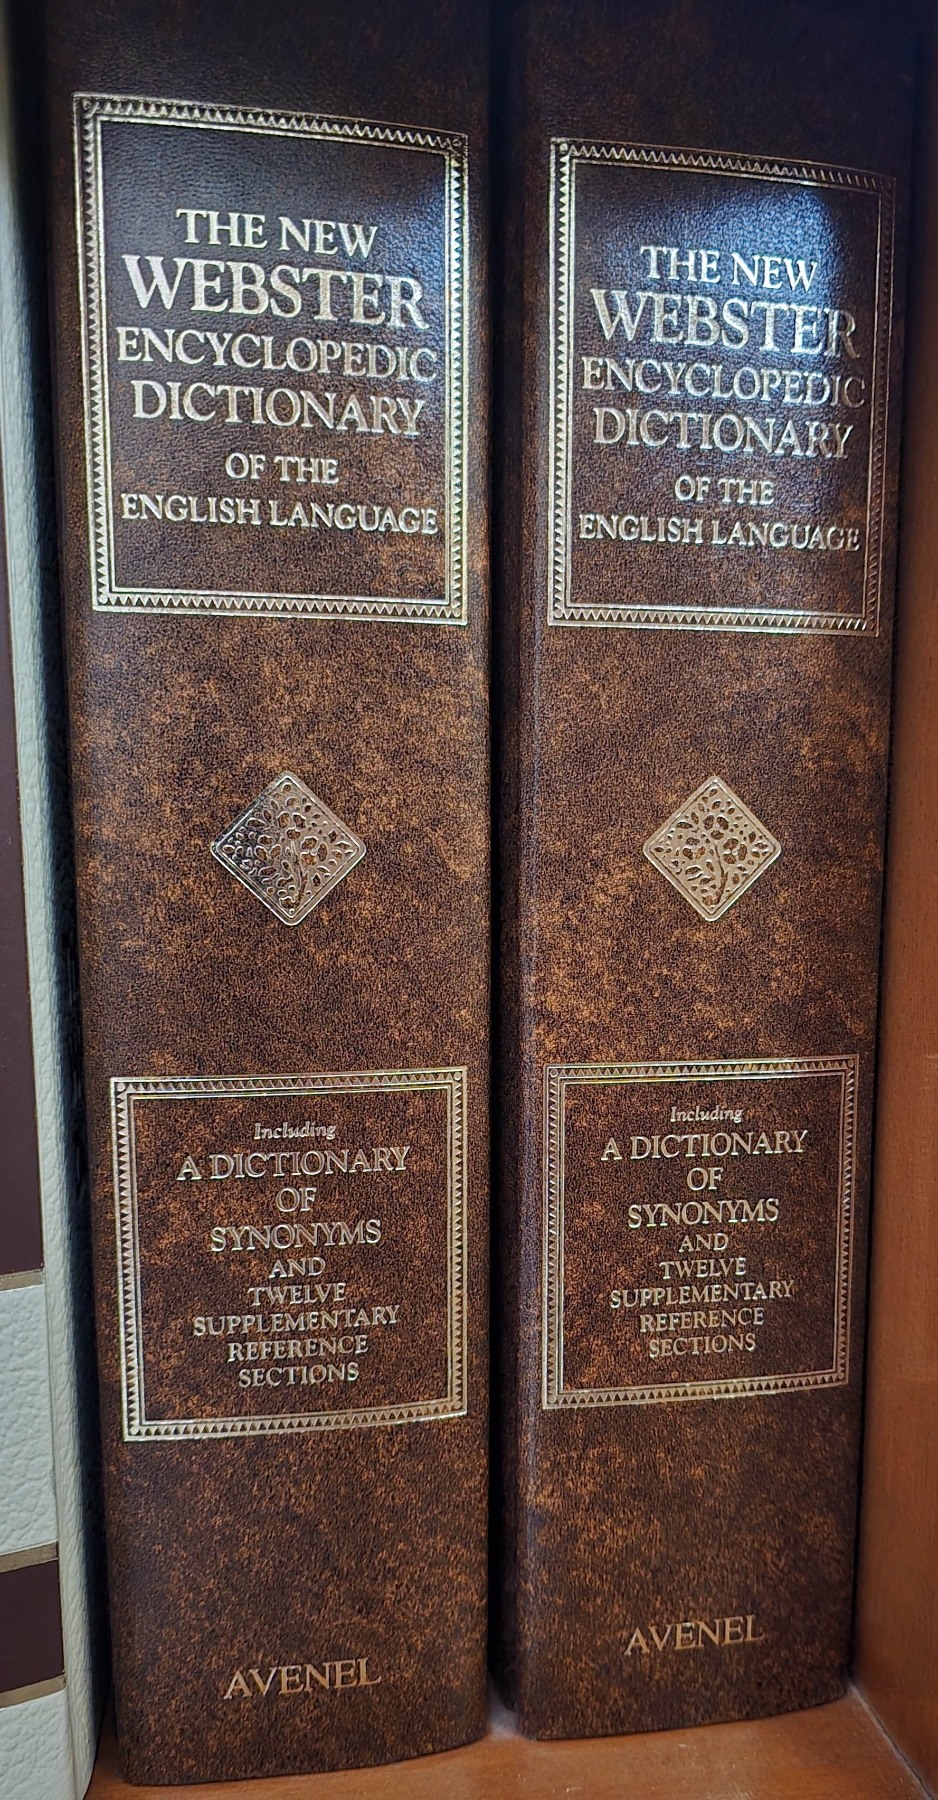 THE NEW
WEBSTER
ENCYCLOPEDIC
DICTIONARY
OF THE
ENGLISH LANGUAGE
Including
A DICTIONARY
OF
SYNONYMS
AND
TWELVE
SUPPLEMENTARY
REFERENCE
SECTIONS
AVENEL
THE NEW
WEBSTER
ENCYCLOPEDIC
DICTIONARY
OF THE
ENGLISH LANGUAGE
Including
A DICTIONARY
OF
SYNONYMS
AND
TWELVE
SUPPLEMENTARY
REFERENCE
SECTIONS
AVENEL